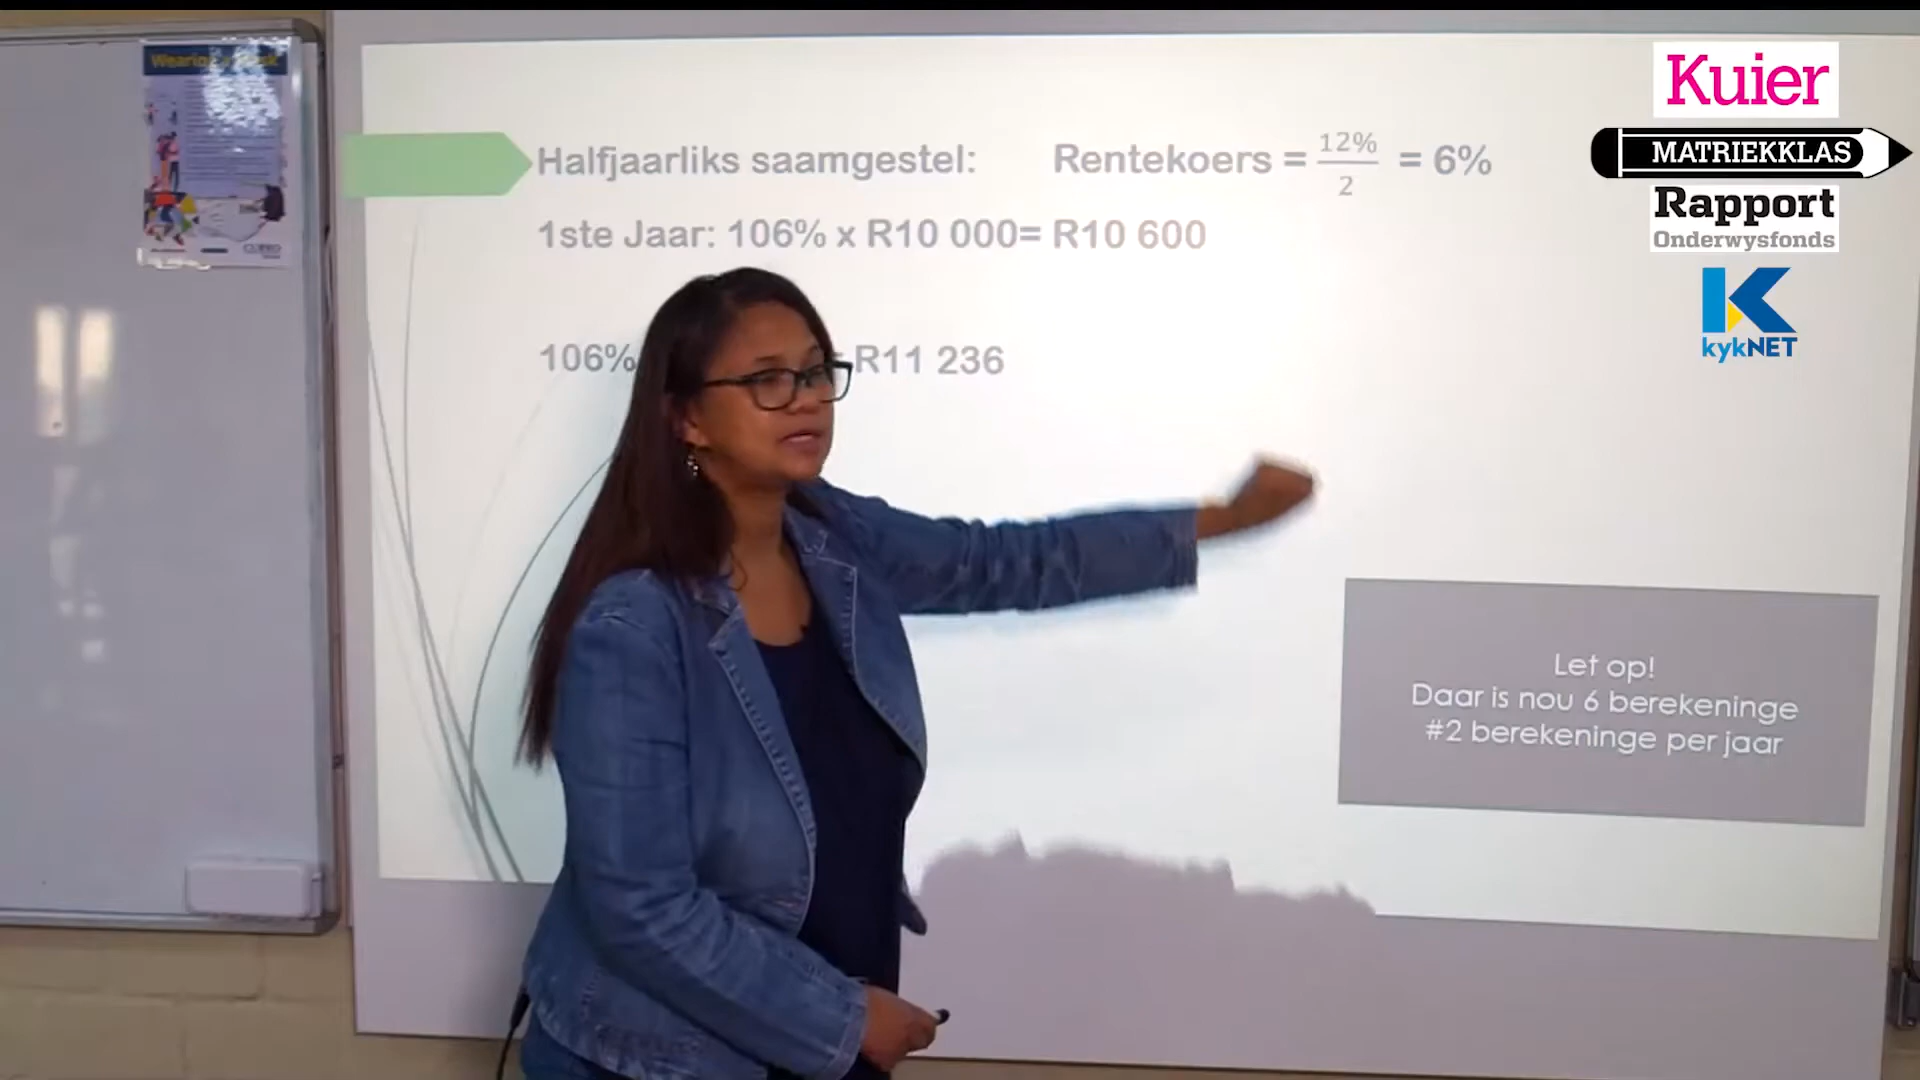 Halfjaarliks saamgestel: Rentekoers = 12%/2 = 6%
1ste Jaar: 106% x R10 000= R10 600
106% R11 236
Let op!
Daar is nou 6 berekeninge
#2 berekeninge per jaar
Kuier
MATRIEKKLAS
Rapport
Onderwysfonds
kykNET